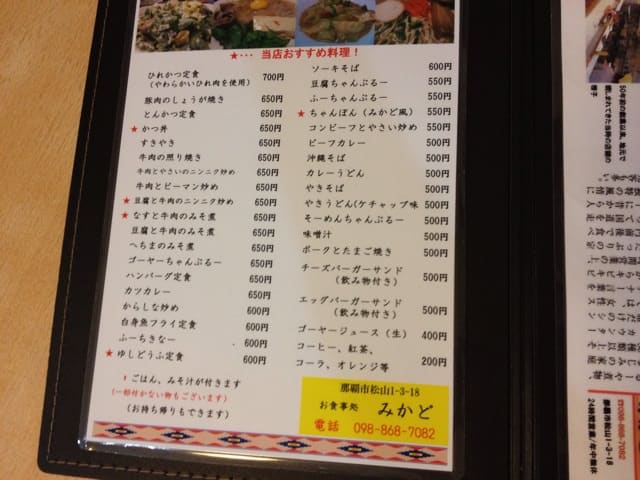 ★･･･ 当店おすすめ料理！
ひれかつ定食 700円
(やわらかいひれ肉を使用)
豚肉のしょうが焼き 650円
とんかつ定食 650円
★かつ丼 650円
すきやき 650円
牛肉の照り焼き 650円
牛肉とやさいのニンニク炒め 650円
牛肉とピーマン炒め 650円
★豆腐と牛肉のニンニク炒め 650円
★なすと牛肉のみそ煮 650円
豆腐と牛肉のみそ煮 650円
へちまのみそ煮 650円
ゴーヤーちゃんぶるー 650円
ハンバーグ定食 650円
カツカレー 650円
からしな炒め 600円
白身魚フライ定食 600円
ふーちきなー 600円
★ゆしどうふ定食 600円
ごはん、みそ汁が付きます
(一部付かない物もございます)
(お持ち帰りもできます)
ソーキそば 600円
豆腐ちゃんぷるー 550円
ふーちゃんぷるー 550円
★ちゃんぽん(みかど風) 550円
コンビーフとやさい炒め 550円
ビーフカレー 500円
沖縄そば 500円
カレーうどん 500円
やきそば 500円
やきうどん(ケチャップ味 500円
そーめんちゃんぷるー 500円
味噌汁 500円
ポークとたまご焼き 500円
チーズバーガーサンド 500円
(飲み物付き)
エッグバーガーサンド 500円
(飲み物付き)
ゴーヤージュース(生) 400円
コーヒー、紅茶、
コーラ、オレンジ等 200円
那覇市松山1-3-18
お食事処 みかど
電話 098-868-7082
☎098-868-7082
那覇市松山1-3-18
24時間営業/年中無休